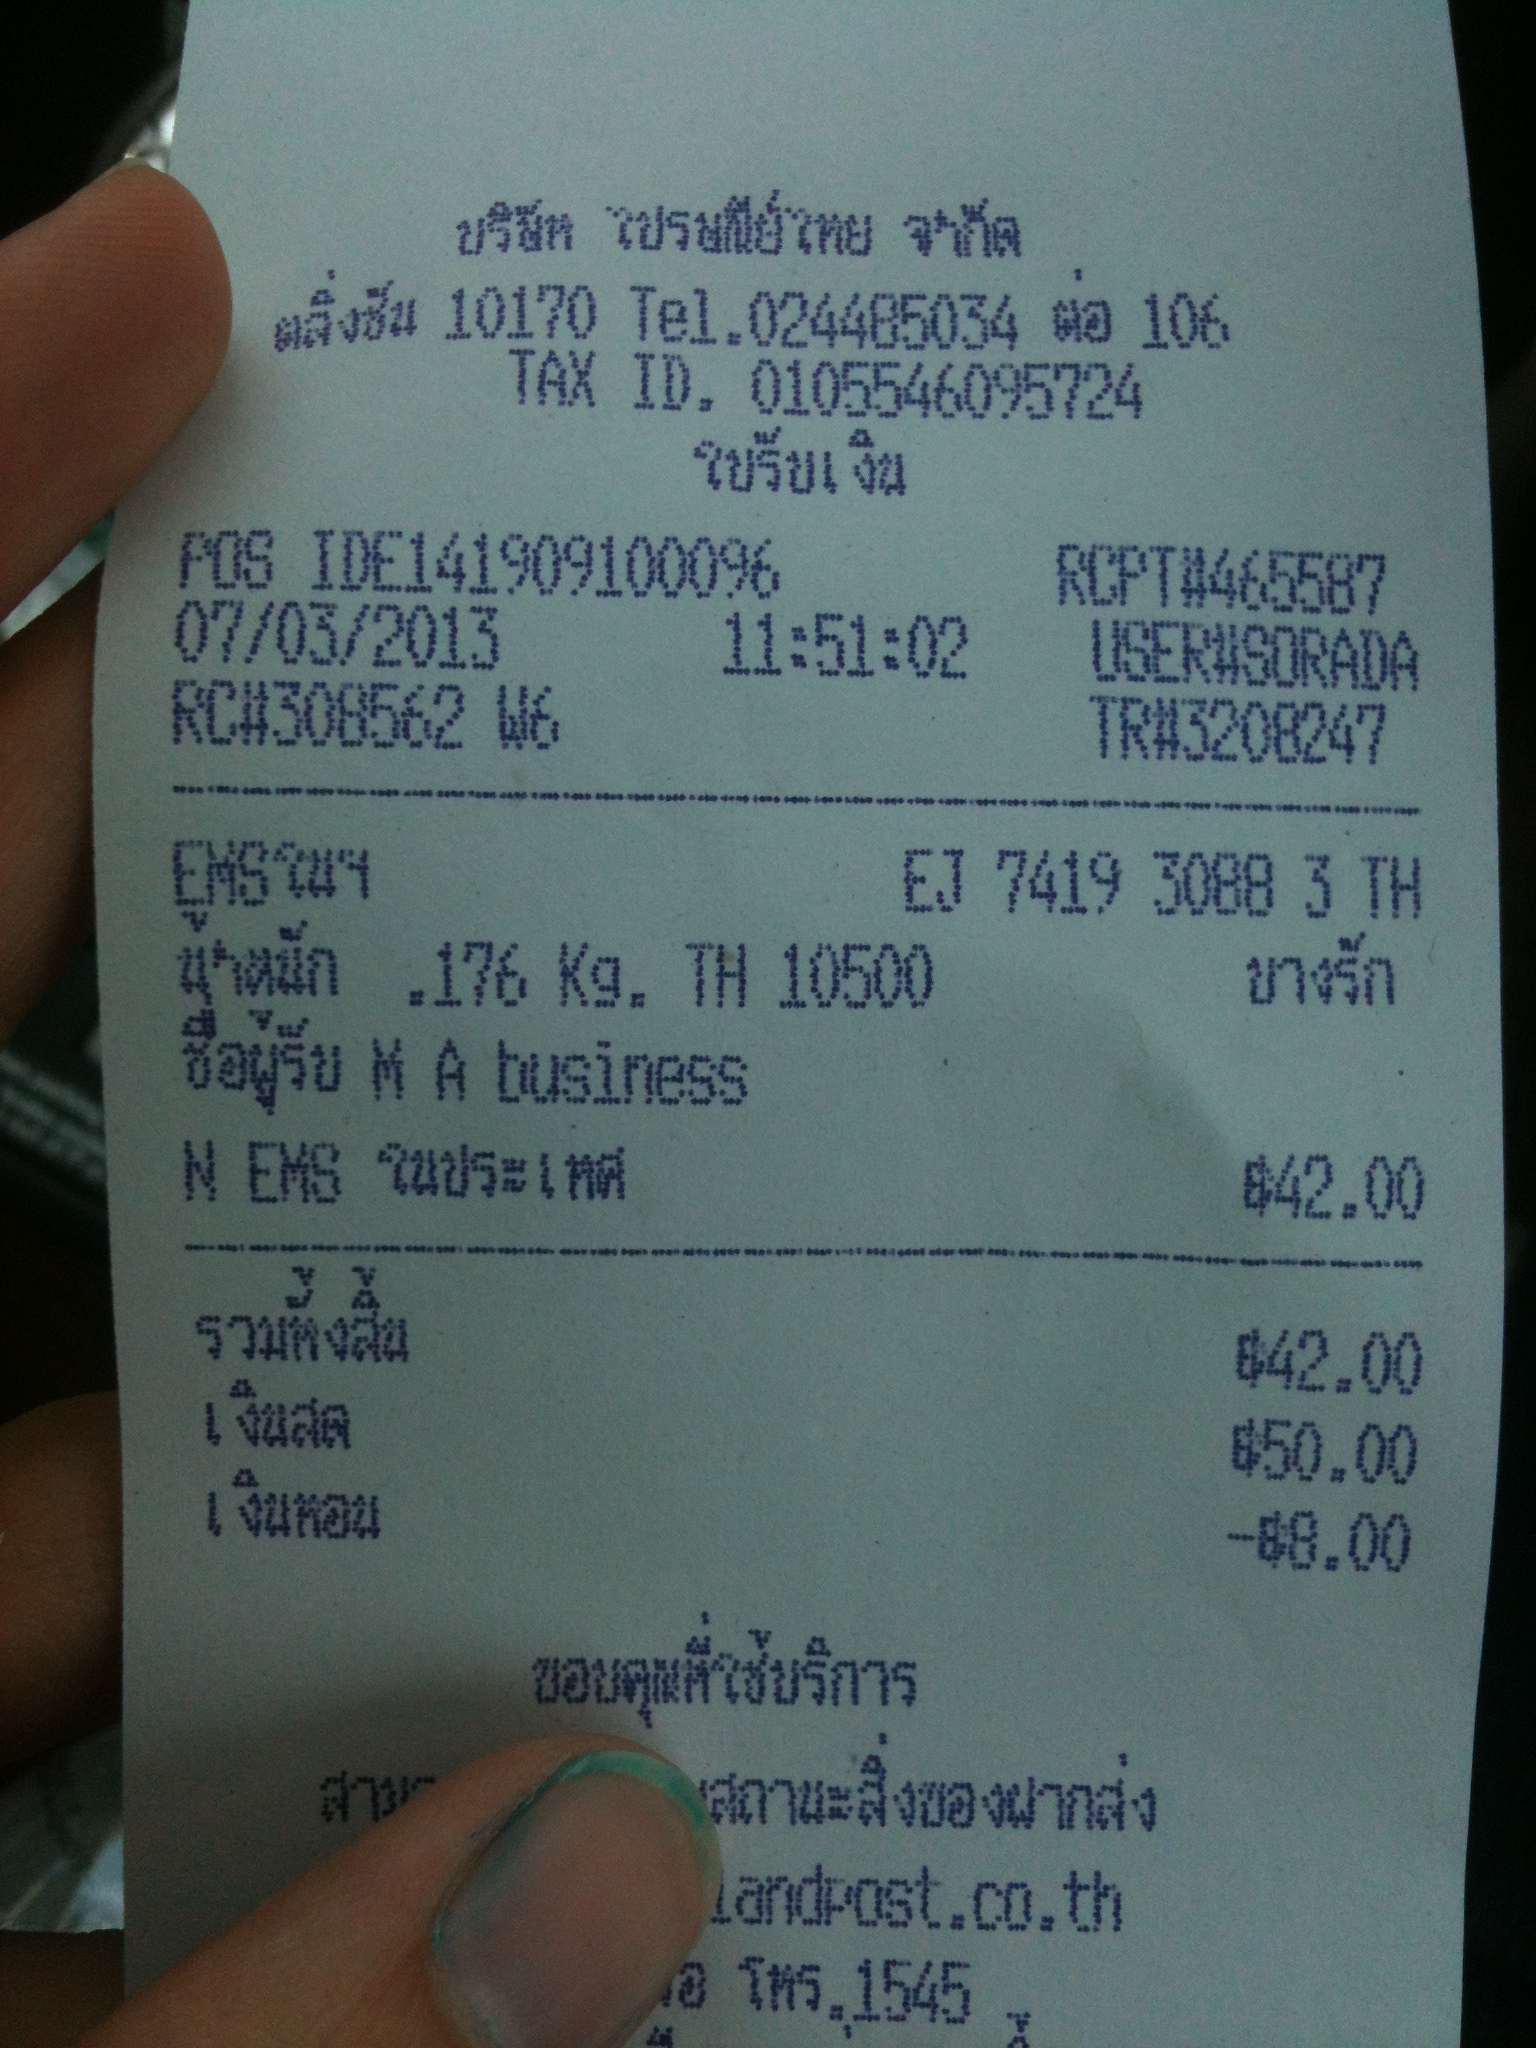 บริษัท ไปรษณีย์ไทย จำกัด
ตลิ่งชัน 10170 Tel.024485034 ต่อ 106
TAX ID. 0105546095724
ใบรับเงิน
POS IDE141909100096 RCPT#465587
07/03/2013 11:51:02 USER#SORADA
RC#308562 W6 TR#3208247
EMSในฯ EJ 7419 3088 3 TH
น้ำหนัก .176 Kg. TH 10500 บางรัก
ชื่อผู้รับ M A business
N EMS ในประเทศ ฿42.00
รวมทั้งสิ้น ฿42.00
เงินสด ฿50.00
เงินทอน -฿8.00
ขอบคุณที่ใช้บริการ
สถานะสิ่งของฝากส่ง
landpost.co.th
โทร.1545